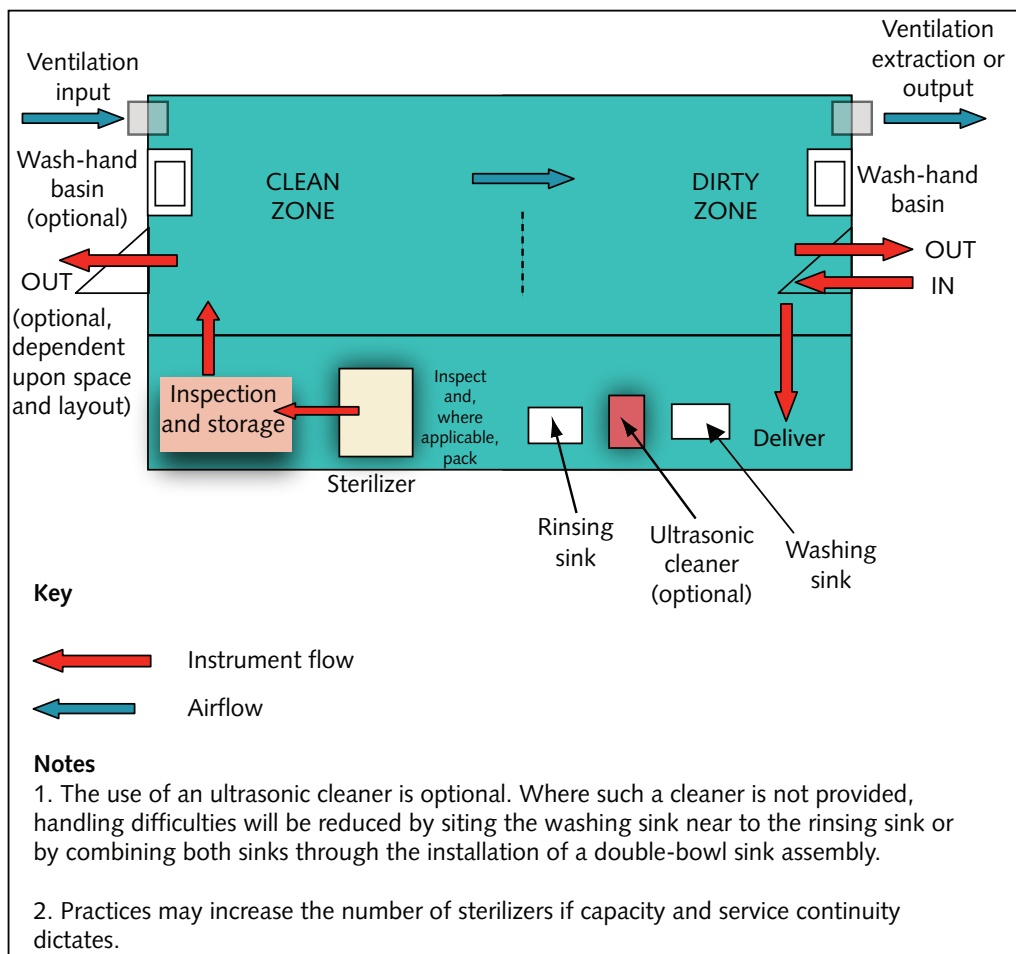 Ventilation
input
Ventilation
extraction or
output
Wash-hand
basin
(optional)
CLEAN
ZONE
DIRTY
ZONE
Wash-hand
basin
OUT
(optional,
dependent
upon space
and layout)
OUT
IN
Inspection
and storage
Sterilizer
Inspect
and,
where
applicable,
pack
Deliver
Rinsing
sink
Ultrasonic
cleaner
(optional)
Washing
sink
Key
Instrument flow
Airflow
Notes
1. The use of an ultrasonic cleaner is optional. Where such a cleaner is not provided,
handling difficulties will be reduced by siting the washing sink near to the rinsing sink or
by combining both sinks through the installation of a double-bowl sink assembly.
2. Practices may increase the number of sterilizers if capacity and service continuity
dictates.